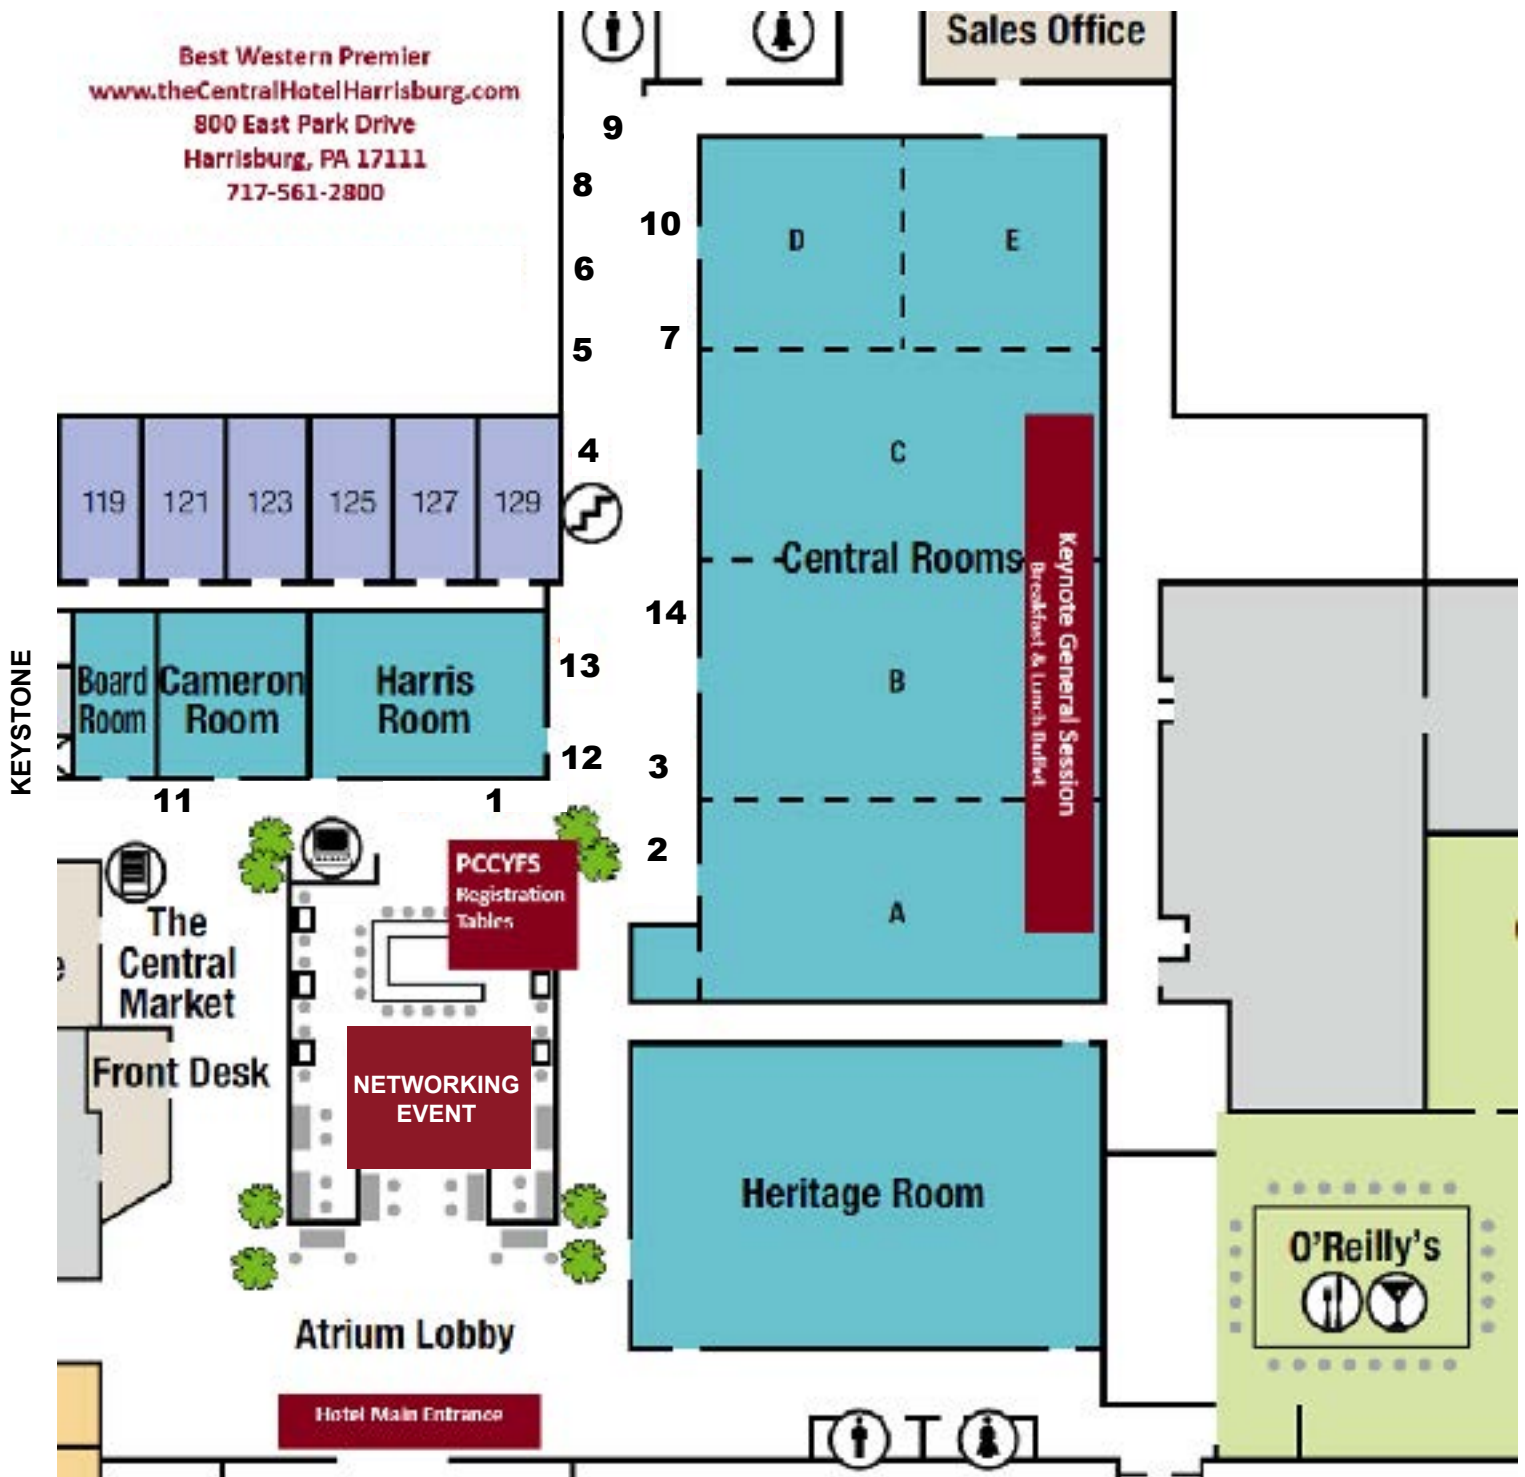 Best Western Premier
www.theCentralHotelHarrisburg.com
800 East Park Drive
Harrisburg, PA 17111
717-561-2800
Sales Office
9
8
10
D
E
6
7
5
4
C
119
121
123
125
127
129
Central Rooms
Keynote General Session
Breakfast & Lunch Buffet
14
13
B
KEYSTONE
Board
Room
Cameron
Room
Harris
Room
12
3
11
1
2
PCCYFS
Registration
Tables
A
The
Central
Market
e
Front Desk
NETWORKING
EVENT
Heritage Room
O'Reilly's
Atrium Lobby
Hotel Main Entrance